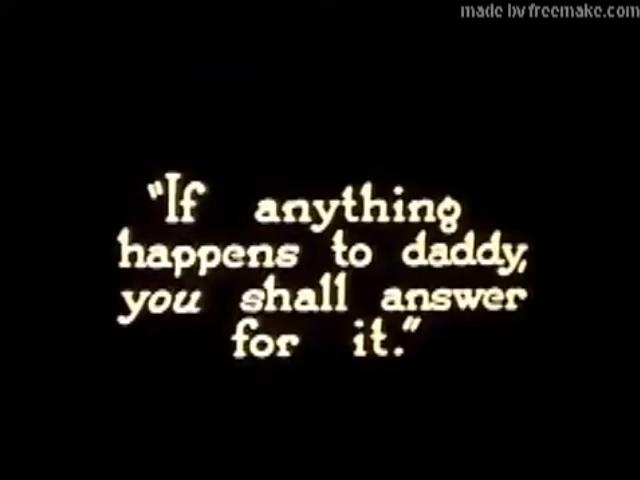 made by freemake.com
"If anything
happens to daddy,
you shall answer
for it."